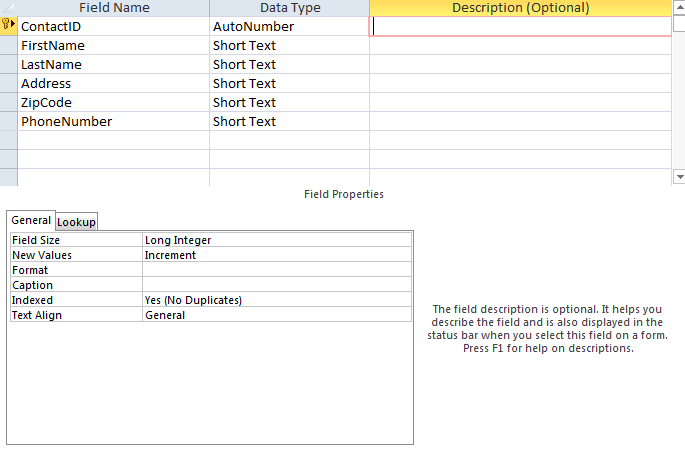 Field Name Data Type Description (Optional)
ContactID AutoNumber
FirstName Short Text
LastName Short Text
Address Short Text
ZipCode Short Text
PhoneNumber Short Text
Field Properties
General Lookup
Field Size Long Integer
New Values Increment
Format
Caption
Indexed Yes (No Duplicates)
Text Align General
The field description is optional. It helps you
describe the field and is also displayed in the
status bar when you select this field on a form.
Press F1 for help on descriptions.